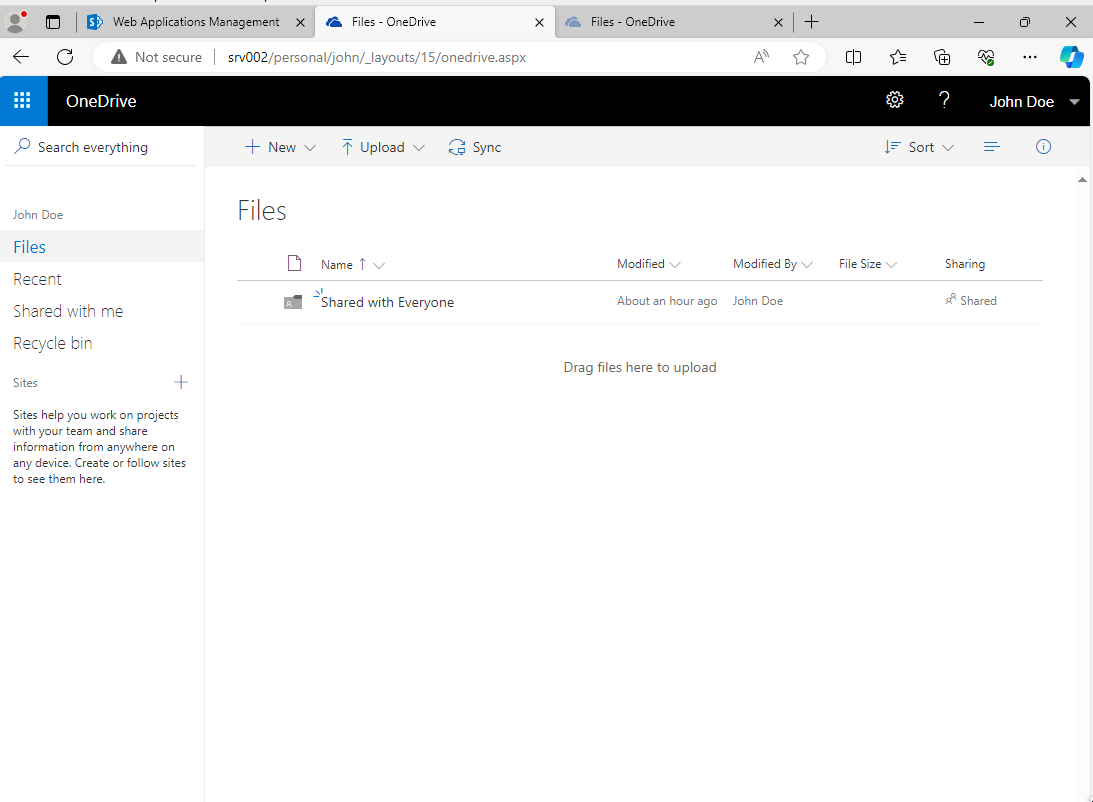 Web Applications Management
Files - OneDrive
Files - OneDrive
Not secure
srv002/personal/john/_layouts/15/onedrive.aspx
OneDrive
?
John Doe
Search everything
New
Upload
Sync
Sort
John Doe
Files
Recent
Shared with me
Recycle bin
Sites
Sites help you work on projects
with your team and share
information from anywhere on
any device. Create or follow sites
to see them here.
Files
Name
Modified
Modified By
File Size
Sharing
Shared with Everyone
About an hour ago
John Doe
Shared
Drag files here to upload